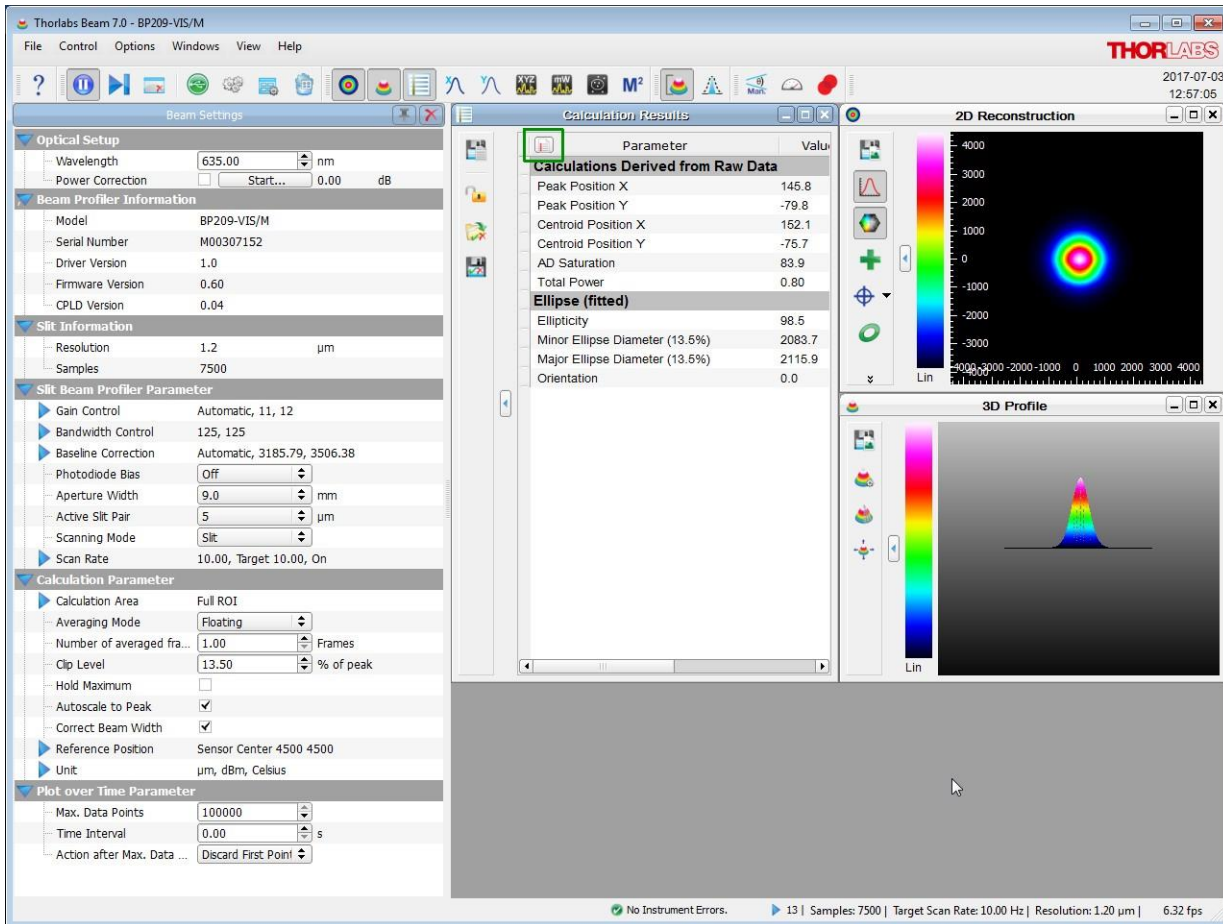 Thorlabs Beam 7.0 - BP209-VIS/M
File Control Options Windows View Help
THORLABS
? XYZ mW M² Marc
2017-07-03
12:57:05
Beam Settings
Optical Setup
Wavelength 635.00 nm
Power Correction Start... 0.00 dB
Beam Profiler Information
Model BP209-VIS/M
Serial Number M00307152
Driver Version 1.0
Firmware Version 0.60
CPLD Version 0.04
Slit Information
Resolution 1.2 µm
Samples 7500
Slit Beam Profiler Parameter
Gain Control Automatic, 11, 12
Bandwidth Control 125, 125
Baseline Correction Automatic, 3185.79, 3506.38
Photodiode Bias Off
Aperture Width 9.0 mm
Active Slit Pair 5 µm
Scanning Mode Slit
Scan Rate 10.00, Target 10.00, On
Calculation Parameter
Calculation Area Full ROI
Averaging Mode Floating
Number of averaged fra... 1.00 Frames
Clip Level 13.50 % of peak
Hold Maximum
Autoscale to Peak
Correct Beam Width
Reference Position Sensor Center 4500 4500
Unit µm, dBm, Celsius
Plot over Time Parameter
Max. Data Points 100000
Time Interval 0.00 s
Action after Max. Data ... Discard First Point
Calculation Results
Parameter Valu
Calculations Derived from Raw Data
Peak Position X 145.8
Peak Position Y -79.8
Centroid Position X 152.1
Centroid Position Y -75.7
AD Saturation 83.9
Total Power 0.80
Ellipse (fitted)
Ellipticity 98.5
Minor Ellipse Diameter (13.5%) 2083.7
Major Ellipse Diameter (13.5%) 2115.9
Orientation 0.0
2D Reconstruction
4000
3000
2000
1000
0
-1000
-2000
-3000
-4000
-4000 -3000 -2000 -1000 0 1000 2000 3000 4000
Lin
3D Profile
Lin
No Instrument Errors. 13 | Samples: 7500 | Target Scan Rate: 10.00 Hz | Resolution: 1.20 µm | 6.32 fps